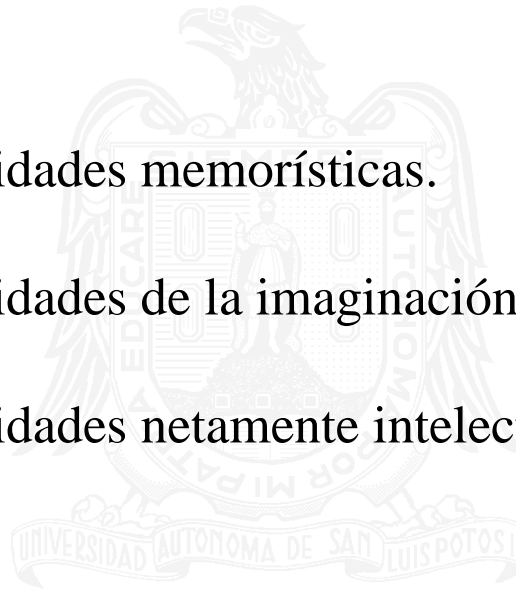 idades memorísticas.
idades de la imaginación
idades netamente intelec
UNIVERSIDAD AUTONOMA DE SAN LUIS POTOSI